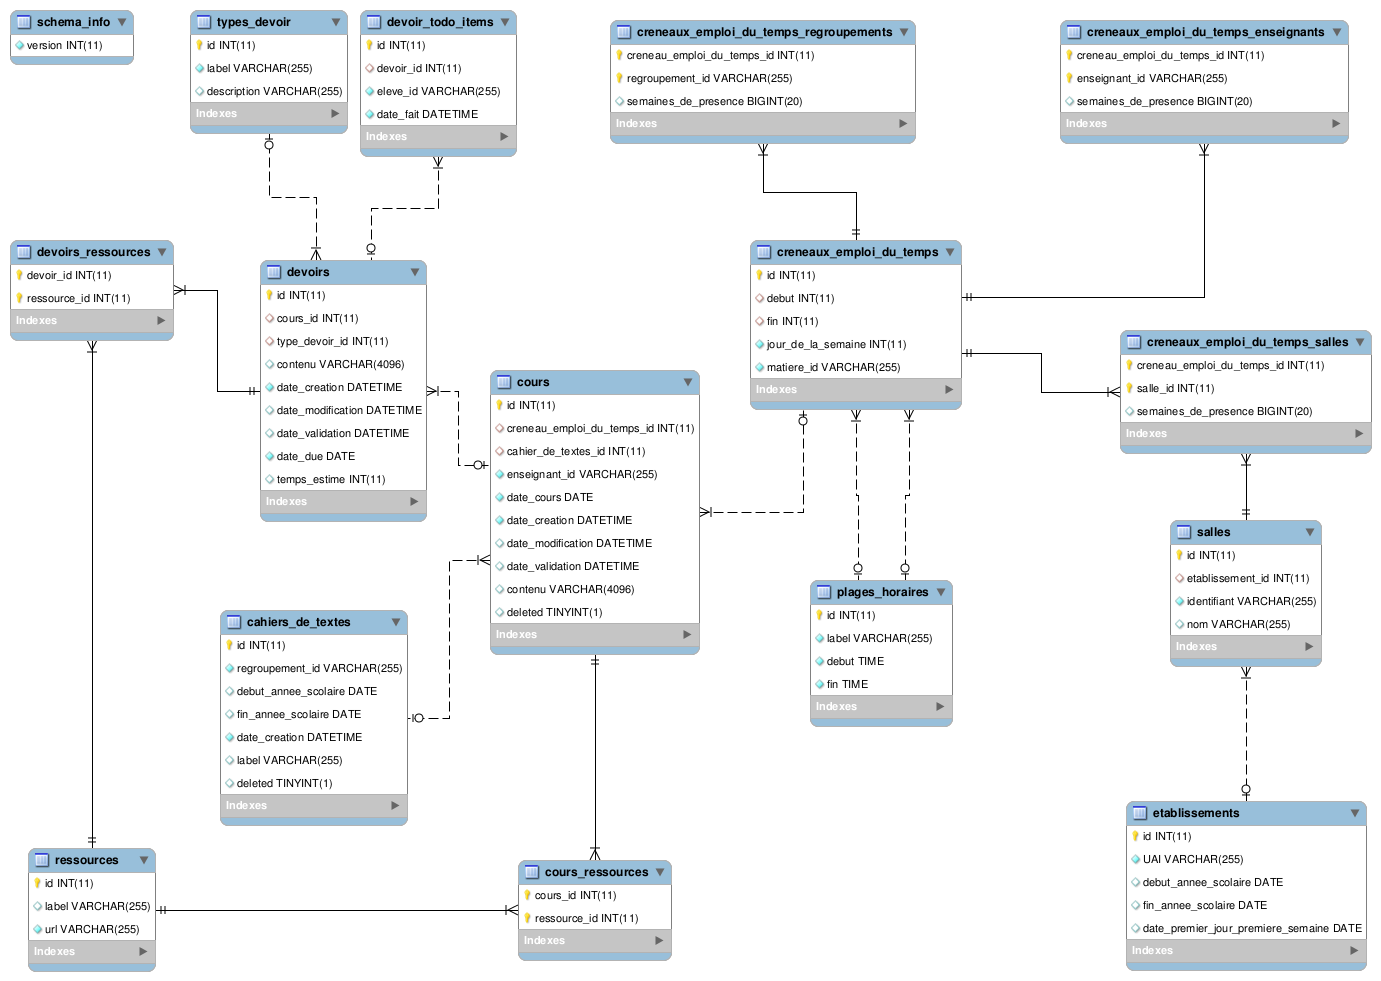 schema_info
version INT(11)
types_devoir
id INT(11)
label VARCHAR(255)
description VARCHAR(255)
Indexes
devoir_todo_items
id INT(11)
devoir_id INT(11)
eleve_id VARCHAR(255)
date_fait DATETIME
Indexes
creneaux_emploi_du_temps_regroupements
creneau_emploi_du_temps_id INT(11)
regroupement_id VARCHAR(255)
semaines_de_presence BIGINT(20)
Indexes
creneaux_emploi_du_temps_enseignants
creneau_emploi_du_temps_id INT(11)
enseignant_id VARCHAR(255)
semaines_de_presence BIGINT(20)
Indexes
devoirs_ressources
devoir_id INT(11)
ressource_id INT(11)
Indexes
devoirs
id INT(11)
cours_id INT(11)
type_devoir_id INT(11)
contenu VARCHAR(4096)
date_creation DATETIME
date_modification DATETIME
date_validation DATETIME
date_due DATE
temps_estime INT(11)
Indexes
creneaux_emploi_du_temps
id INT(11)
debut INT(11)
fin INT(11)
jour_de_la_semaine INT(11)
matiere_id VARCHAR(255)
Indexes
creneaux_emploi_du_temps_salles
creneau_emploi_du_temps_id INT(11)
salle_id INT(11)
semaines_de_presence BIGINT(20)
Indexes
cours
id INT(11)
creneau_emploi_du_temps_id INT(11)
cahier_de_textes_id INT(11)
enseignant_id VARCHAR(255)
date_cours DATE
date_creation DATETIME
date_modification DATETIME
date_validation DATETIME
contenu VARCHAR(4096)
deleted TINYINT(1)
Indexes
salles
id INT(11)
etablissement_id INT(11)
identifiant VARCHAR(255)
nom VARCHAR(255)
Indexes
plages_horaires
id INT(11)
label VARCHAR(255)
debut TIME
fin TIME
Indexes
cahiers_de_textes
id INT(11)
regroupement_id VARCHAR(255)
debut_annee_scolaire DATE
fin_annee_scolaire DATE
date_creation DATETIME
label VARCHAR(255)
deleted TINYINT(1)
Indexes
etablissements
id INT(11)
UAI VARCHAR(255)
debut_annee_scolaire DATE
fin_annee_scolaire DATE
date_premier_jour_premiere_semaine DATE
Indexes
ressources
id INT(11)
label VARCHAR(255)
url VARCHAR(255)
Indexes
cours_ressources
cours_id INT(11)
ressource_id INT(11)
Indexes